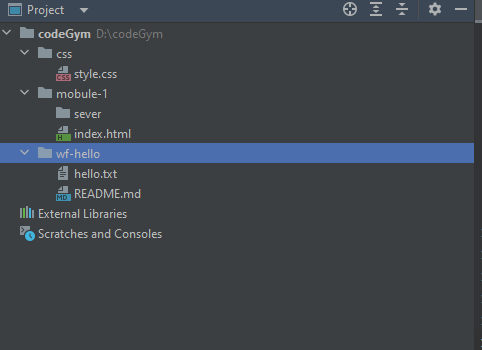 Project
codeGym D:\codeGym
css
CSS style.css
mobule-1
sever
H index.html
wf-hello
hello.txt
MD README.md
External Libraries
Scratches and Consoles